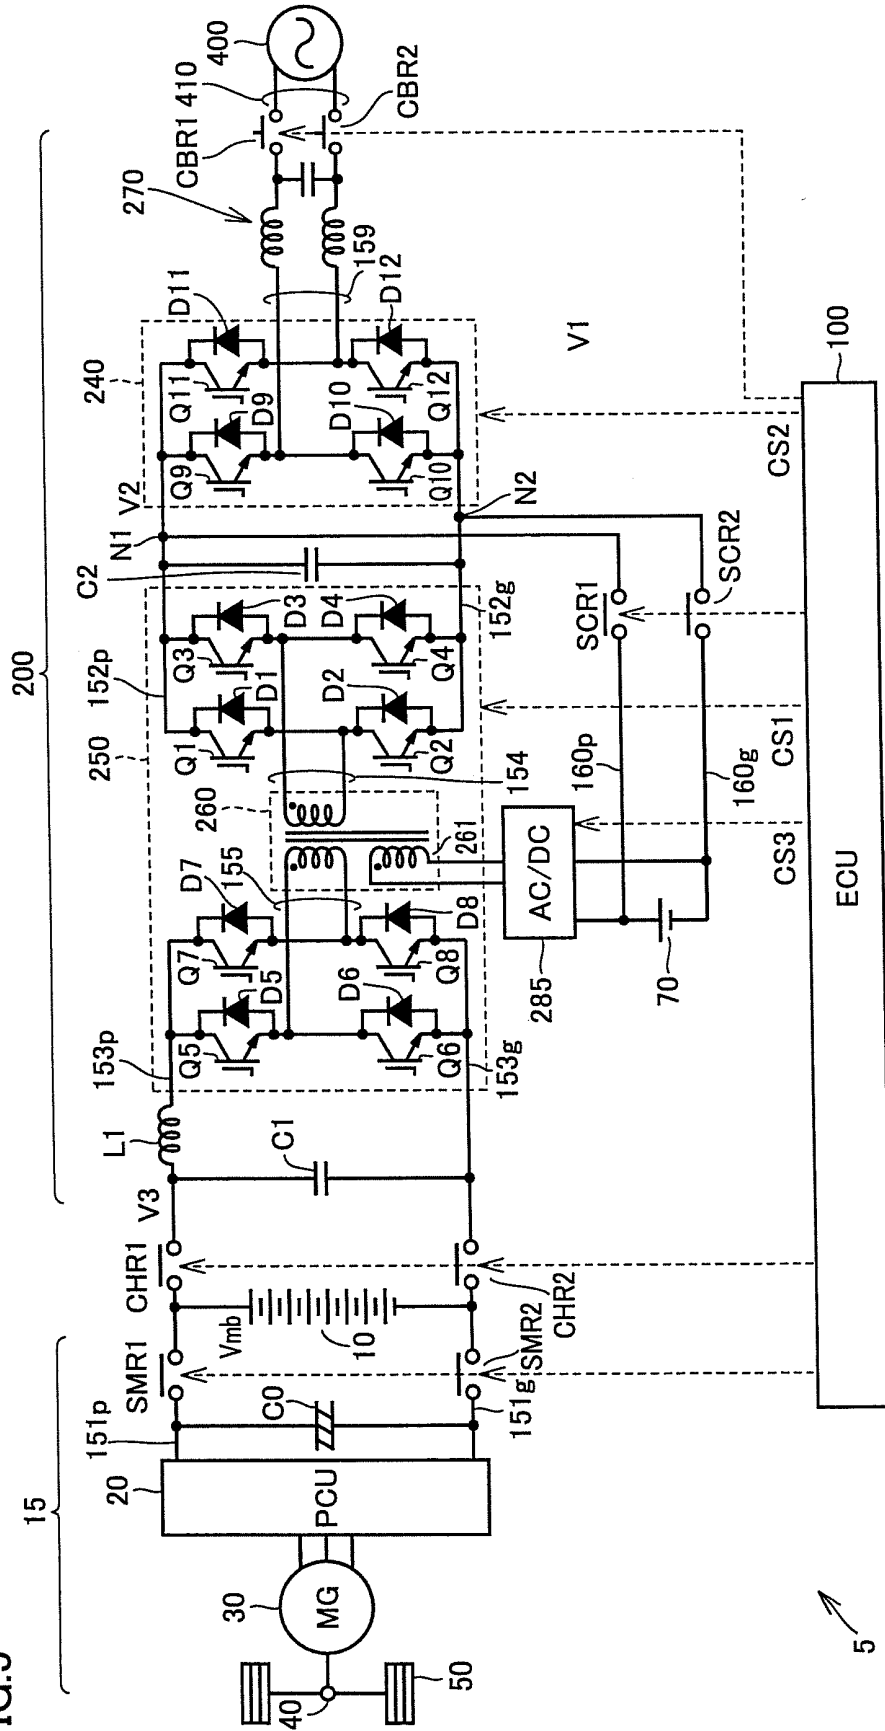 IG.5
15
200
151p
SMR1
CHR1
V3
L1
153p
155
250
152p
C2
N1
V2
240
270
CBR1
410
400
20
Vmb
C0
10
C1
Q5
D5
Q7
D7
260
Q1
D1
Q3
D3
Q9
D9
Q11
D11
159
CBR2
30
MG
PCU
Q6
D6
Q8
D8
261
154
Q2
D2
Q4
D4
Q10
D10
Q12
D12
40
50
151g
SMR2
CHR2
153g
152g
N2
V1
285
AC/DC
70
160p
160g
SCR1
SCR2
CS3
CS1
CS2
100
ECU
5